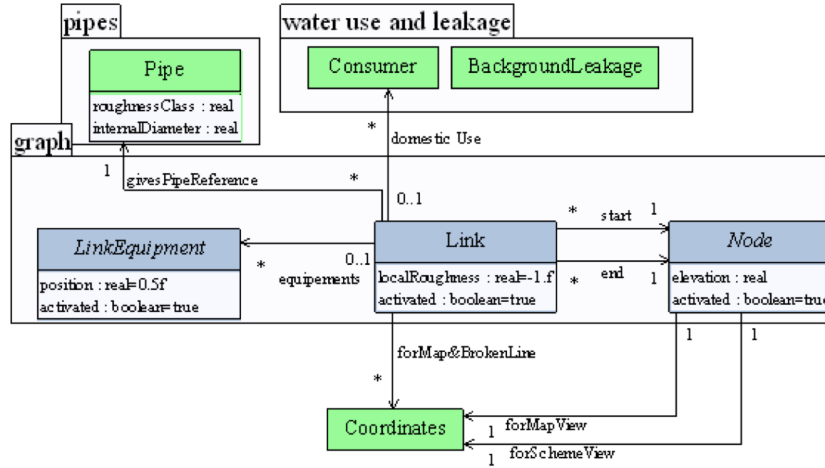 pipes
water use and leakage
Pipe
roughnessClass : real
internalDiameter : real
Consumer
BackgroundLeakage
graph
*
domestic Use
1
givesPipeReference
*
0..1
LinkEquipment
position : real=0.5f
activated : boolean=true
*
equipements
0..1
Link
localRoughness : real=-1.f
activated : boolean=true
*
start
1
*
end
1
Node
elevation : real
activated : boolean=true
forMap&BrokenLine
*
1
1
Coordinates
1
forMapView
1
forSchemeView